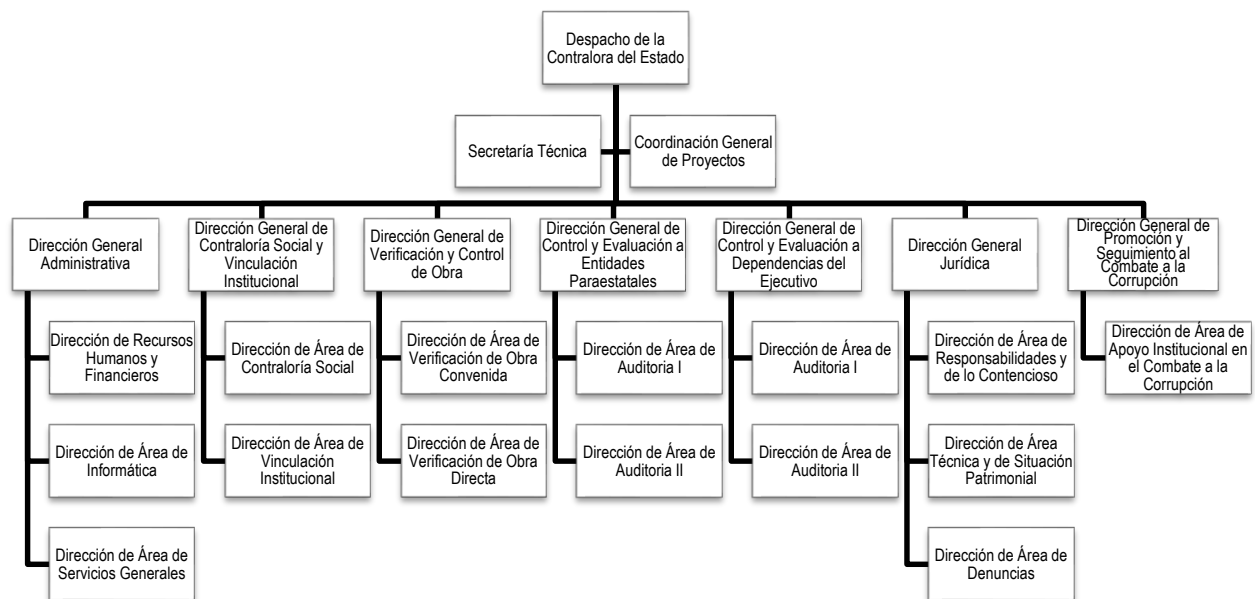 Despacho de la
Contralora del Estado
Secretaría Técnica
Coordinación General
de Proyectos
Dirección General
Administrativa
Dirección General de
Contraloría Social y
Vinculación
Institucional
Dirección General de
Verificación y Control
de Obra
Dirección General de
Control y Evaluación a
Entidades
Paraestatales
Dirección General de
Control y Evaluación a
Dependencias del
Ejecutivo
Dirección General
Jurídica
Dirección General de
Promoción y
Seguimiento al
Combate a la
Corrupción
Dirección de Recursos
Humanos y
Financieros
Dirección de Área de
Contraloría Social
Dirección de Área de
Verificación de Obra
Convenida
Dirección de Área de
Auditoria I
Dirección de Área de
Auditoria I
Dirección de Área de
Responsabilidades y
de lo Contencioso
Dirección de Área de
Apoyo Institucional en
el Combate a la
Corrupción
Dirección de Área de
Informática
Dirección de Área de
Vinculación
Institucional
Dirección de Área de
Verificación de Obra
Directa
Dirección de Área de
Auditoria II
Dirección de Área de
Auditoria II
Dirección de Área
Técnica y de Situación
Patrimonial
Dirección de Área de
Servicios Generales
Dirección de Área de
Denuncias